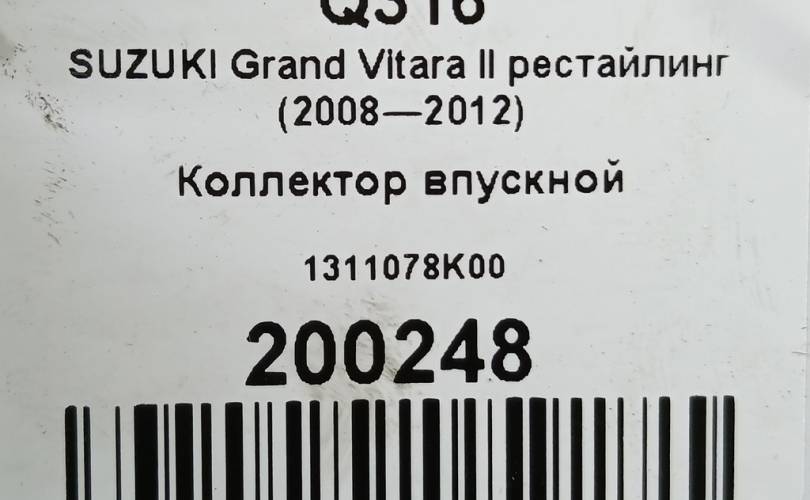 Q316
SUZUKI Grand Vitara II рестайлинг
(2008—2012)
Коллектор впускной
1311078K00
200248